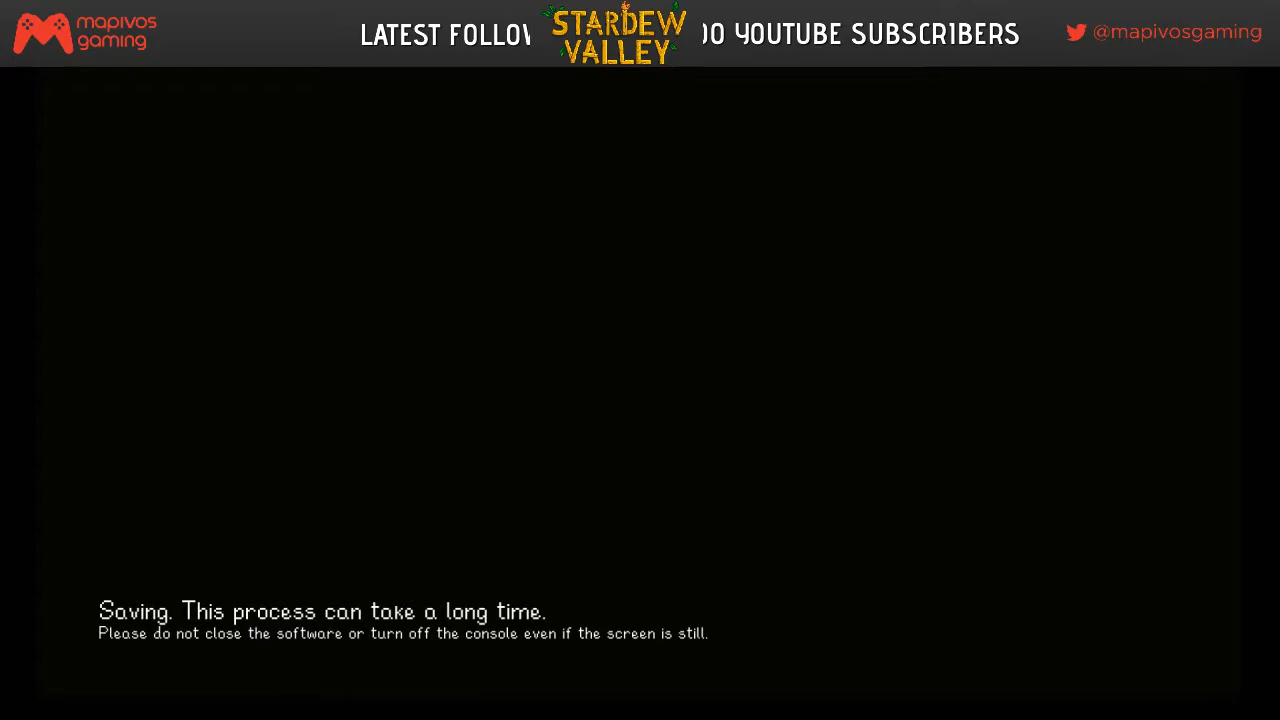 mapivos
gaming
LATEST FOLLOW
STARDEW
VALLEY
00 YOUTUBE SUBSCRIBERS
@mapivosgaming
Saving. This process can take a long time.
Please do not close the software or turn off the console even if the screen is still.